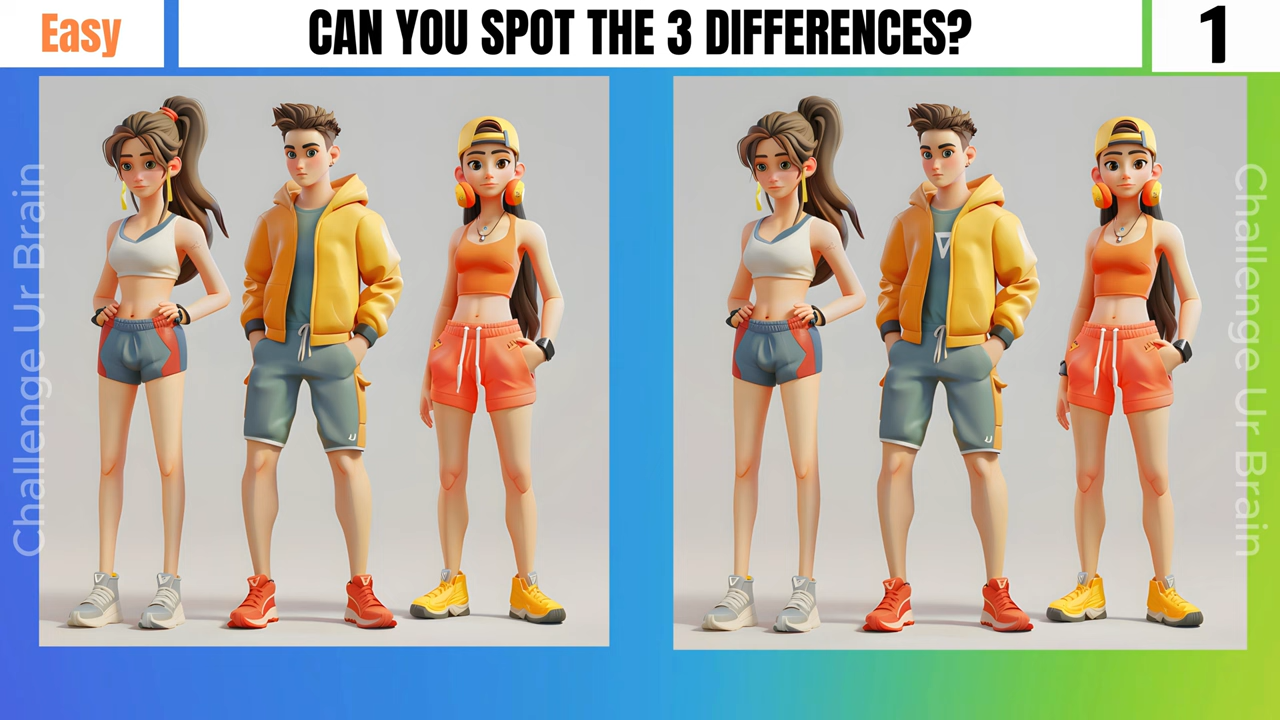 Easy
CAN YOU SPOT THE 3 DIFFERENCES?
1
Challenge Ur Brain
Challenge Ur Brain